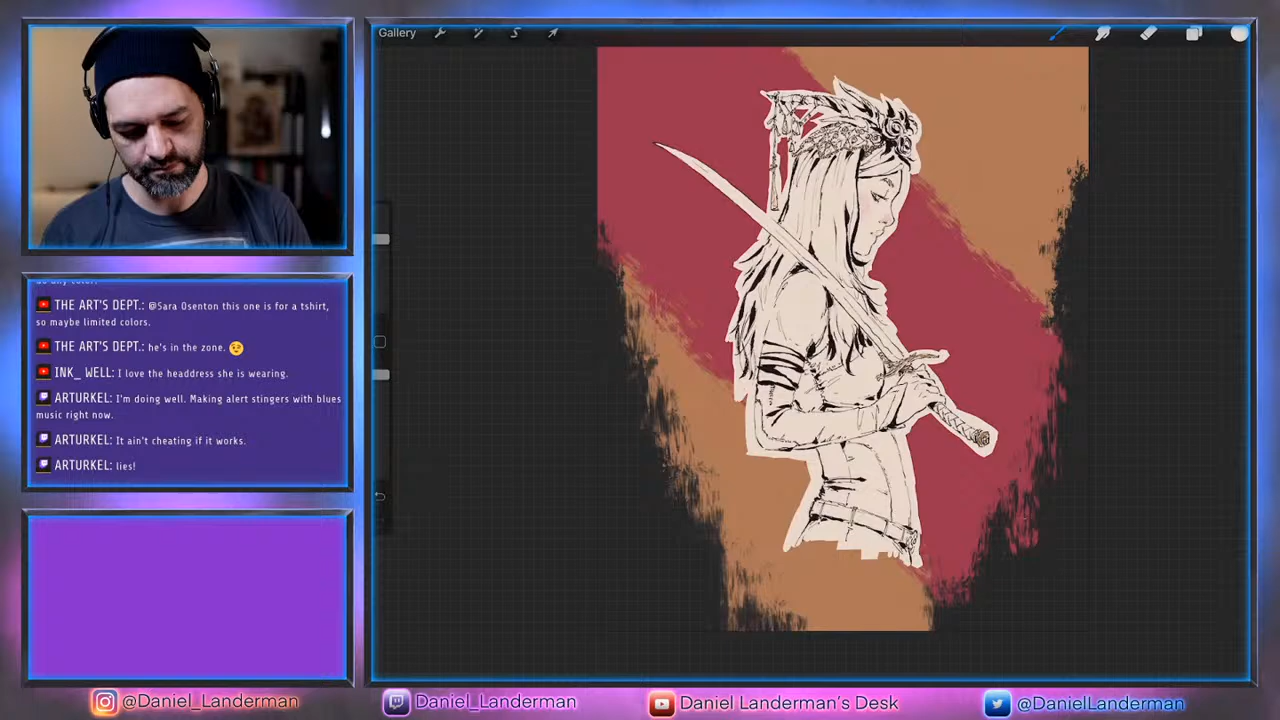 Gallery
THE ART'S DEPT.: @Sara Osenton this one is for a tshirt,
so maybe limited colors.
THE ART'S DEPT.: he's in the zone.
INK_ WELL: I love the headdress she is wearing.
ARTURKEL: I'm doing well. Making alert stingers with blues
music right now.
ARTURKEL: It ain't cheating if it works.
ARTURKEL: lies!
@Daniel_Landerman
Daniel_Landerman
Daniel Landerman's Desk
@DanielLanderman